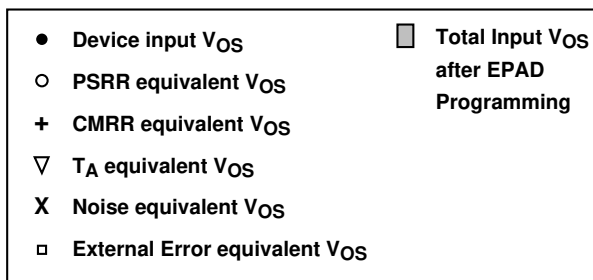 ● Device input VOS
○ PSRR equivalent VOS
+ CMRR equivalent VOS
▽ TA equivalent VOS
X Noise equivalent VOS
□ External Error equivalent VOS
Total Input VOS
after EPAD
Programming